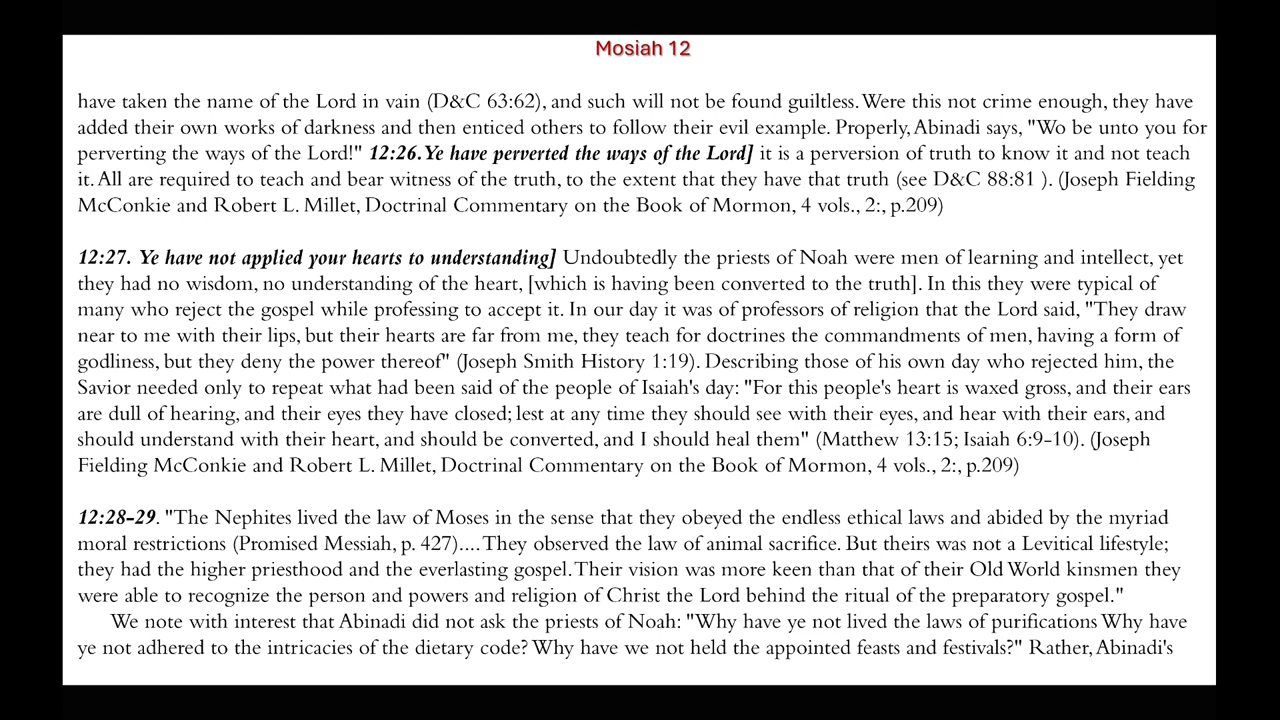 Mosiah 12
have taken the name of the Lord in vain (D&C 63:62), and such will not be found guiltless. Were this not crime enough, they have
added their own works of darkness and then enticed others to follow their evil example. Properly, Abinadi says, "Wo be unto you for
perverting the ways of the Lord!" 12:26. Ye have perverted the ways of the Lord] it is a perversion of truth to know it and not teach
it. All are required to teach and bear witness of the truth, to the extent that they have that truth (see D&C 88:81 ). (Joseph Fielding
McConkie and Robert L. Millet, Doctrinal Commentary on the Book of Mormon, 4 vols., 2:, p.209)
12:27. Ye have not applied your hearts to understanding] Undoubtedly the priests of Noah were men of learning and intellect, yet
they had no wisdom, no understanding of the heart, [which is having been converted to the truth]. In this they were typical of
many who reject the gospel while professing to accept it. In our day it was of professors of religion that the Lord said, "They draw
near to me with their lips, but their hearts are far from me, they teach for doctrines the commandments of men, having a form of
godliness, but they deny the power thereof" (Joseph Smith History 1:19). Describing those of his own day who rejected him, the
Savior needed only to repeat what had been said of the people of Isaiah's day: "For this people's heart is waxed gross, and their ears
are dull of hearing, and their eyes they have closed; lest at any time they should see with their eyes, and hear with their ears, and
should understand with their heart, and should be converted, and I should heal them" (Matthew 13:15; Isaiah 6:9-10). (Joseph
Fielding McConkie and Robert L. Millet, Doctrinal Commentary on the Book of Mormon, 4 vols., 2:, p.209)
12:28-29. "The Nephites lived the law of Moses in the sense that they obeyed the endless ethical laws and abided by the myriad
moral restrictions (Promised Messiah, p. 427)....They observed the law of animal sacrifice. But theirs was not a Levitical lifestyle;
they had the higher priesthood and the everlasting gospel. Their vision was more keen than that of their Old World kinsmen they
were able to recognize the person and powers and religion of Christ the Lord behind the ritual of the preparatory gospel."
We note with interest that Abinadi did not ask the priests of Noah: "Why have ye not lived the laws of purifications Why have
ye not adhered to the intricacies of the dietary code? Why have we not held the appointed feasts and festivals?" Rather, Abinadi's